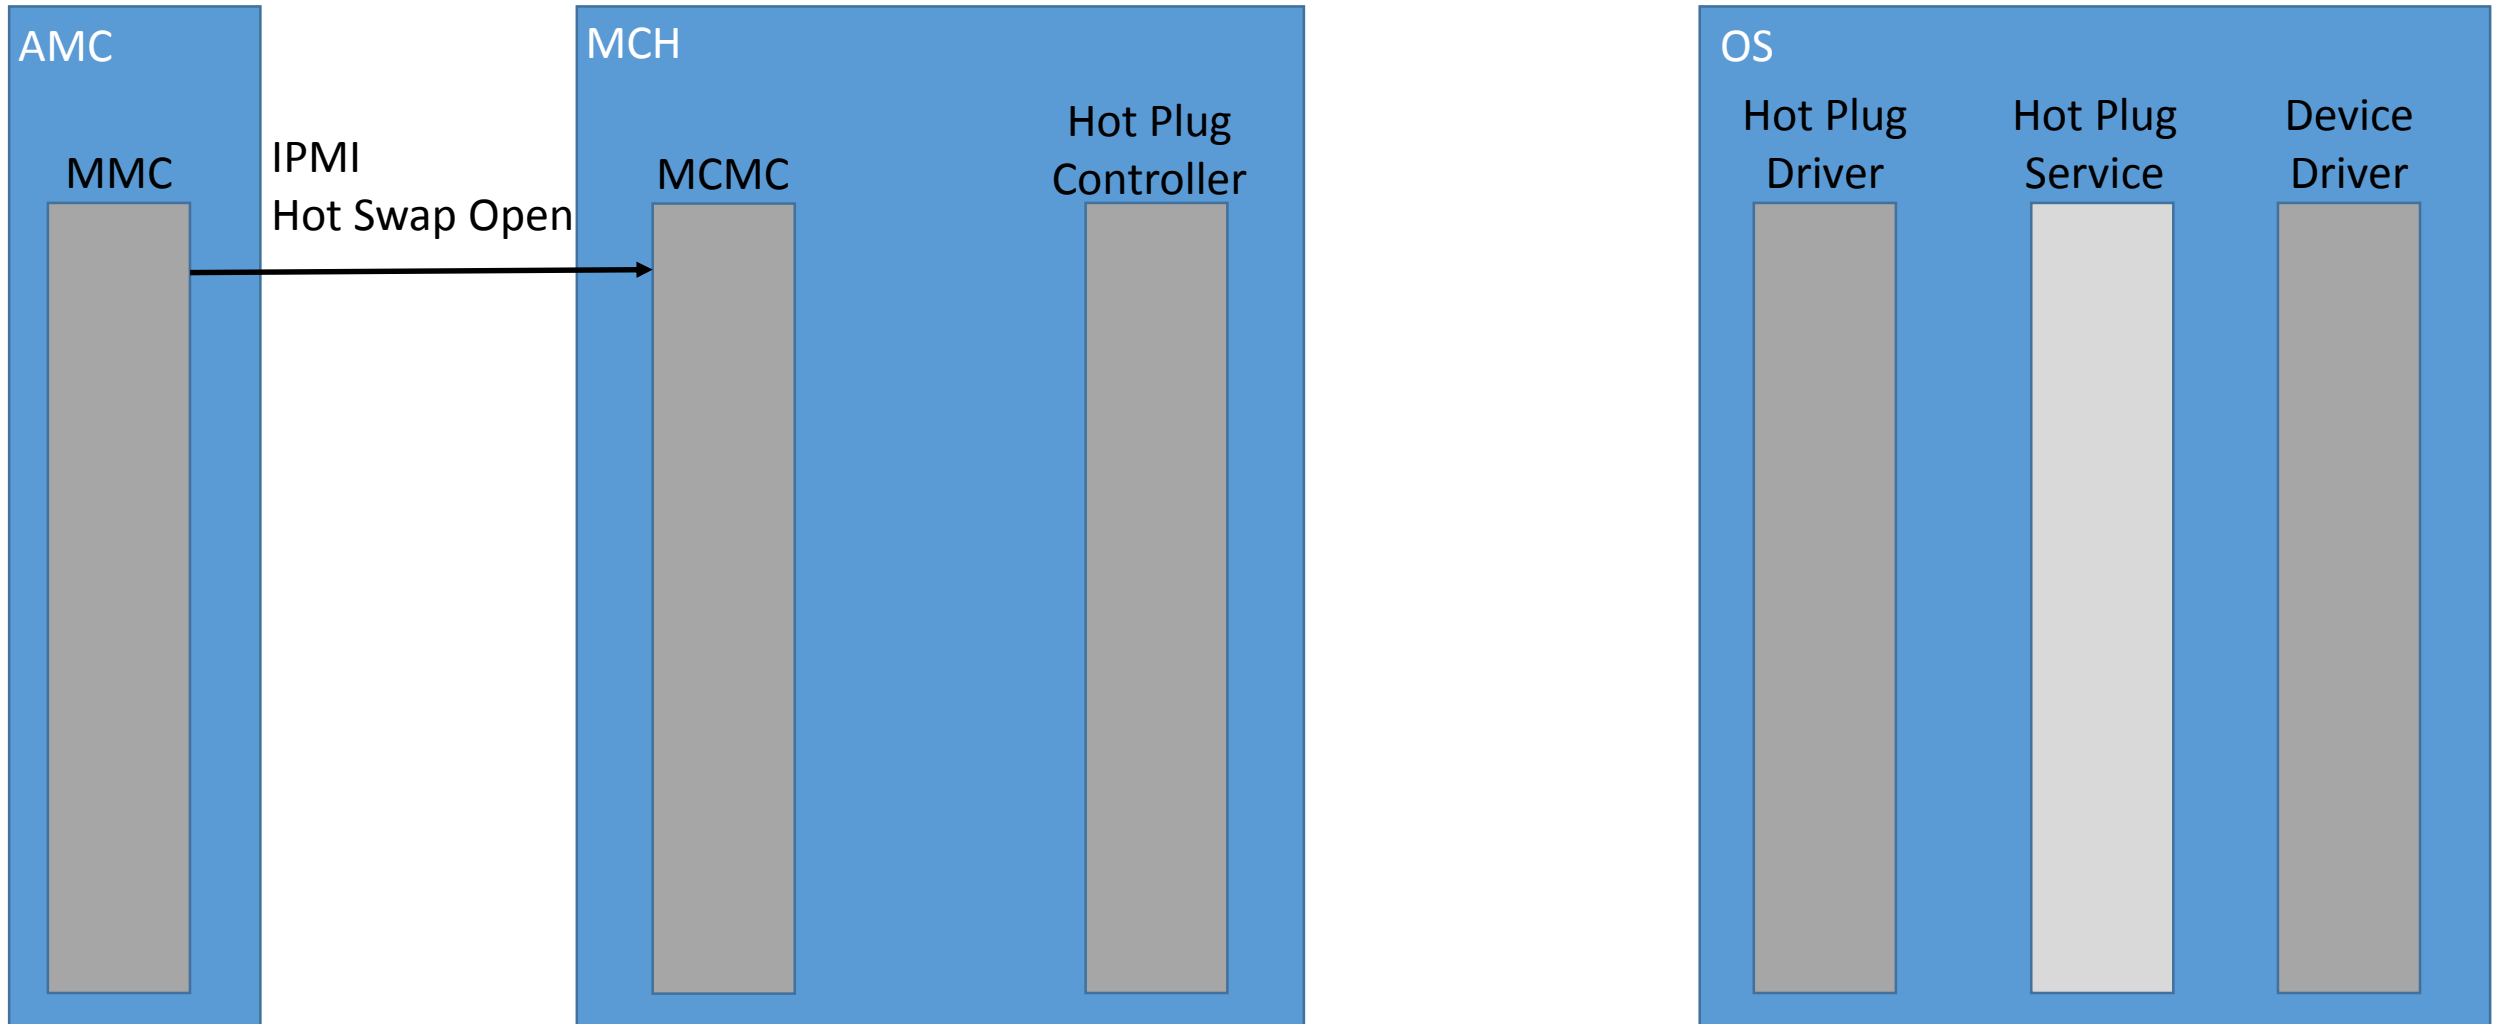 AMC
MMC
IPMI
Hot Swap Open
MCH
MCMC
Hot Plug
Controller
OS
Hot Plug
Driver
Hot Plug
Service
Device
Driver